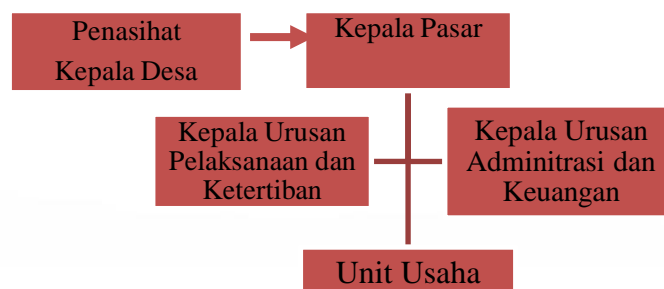 Penasihat
Kepala Desa
Kepala Pasar
Kepala Urusan
Pelaksanaan dan
Ketertiban
Kepala Urusan
Adminitrasi dan
Keuangan
Unit Usaha